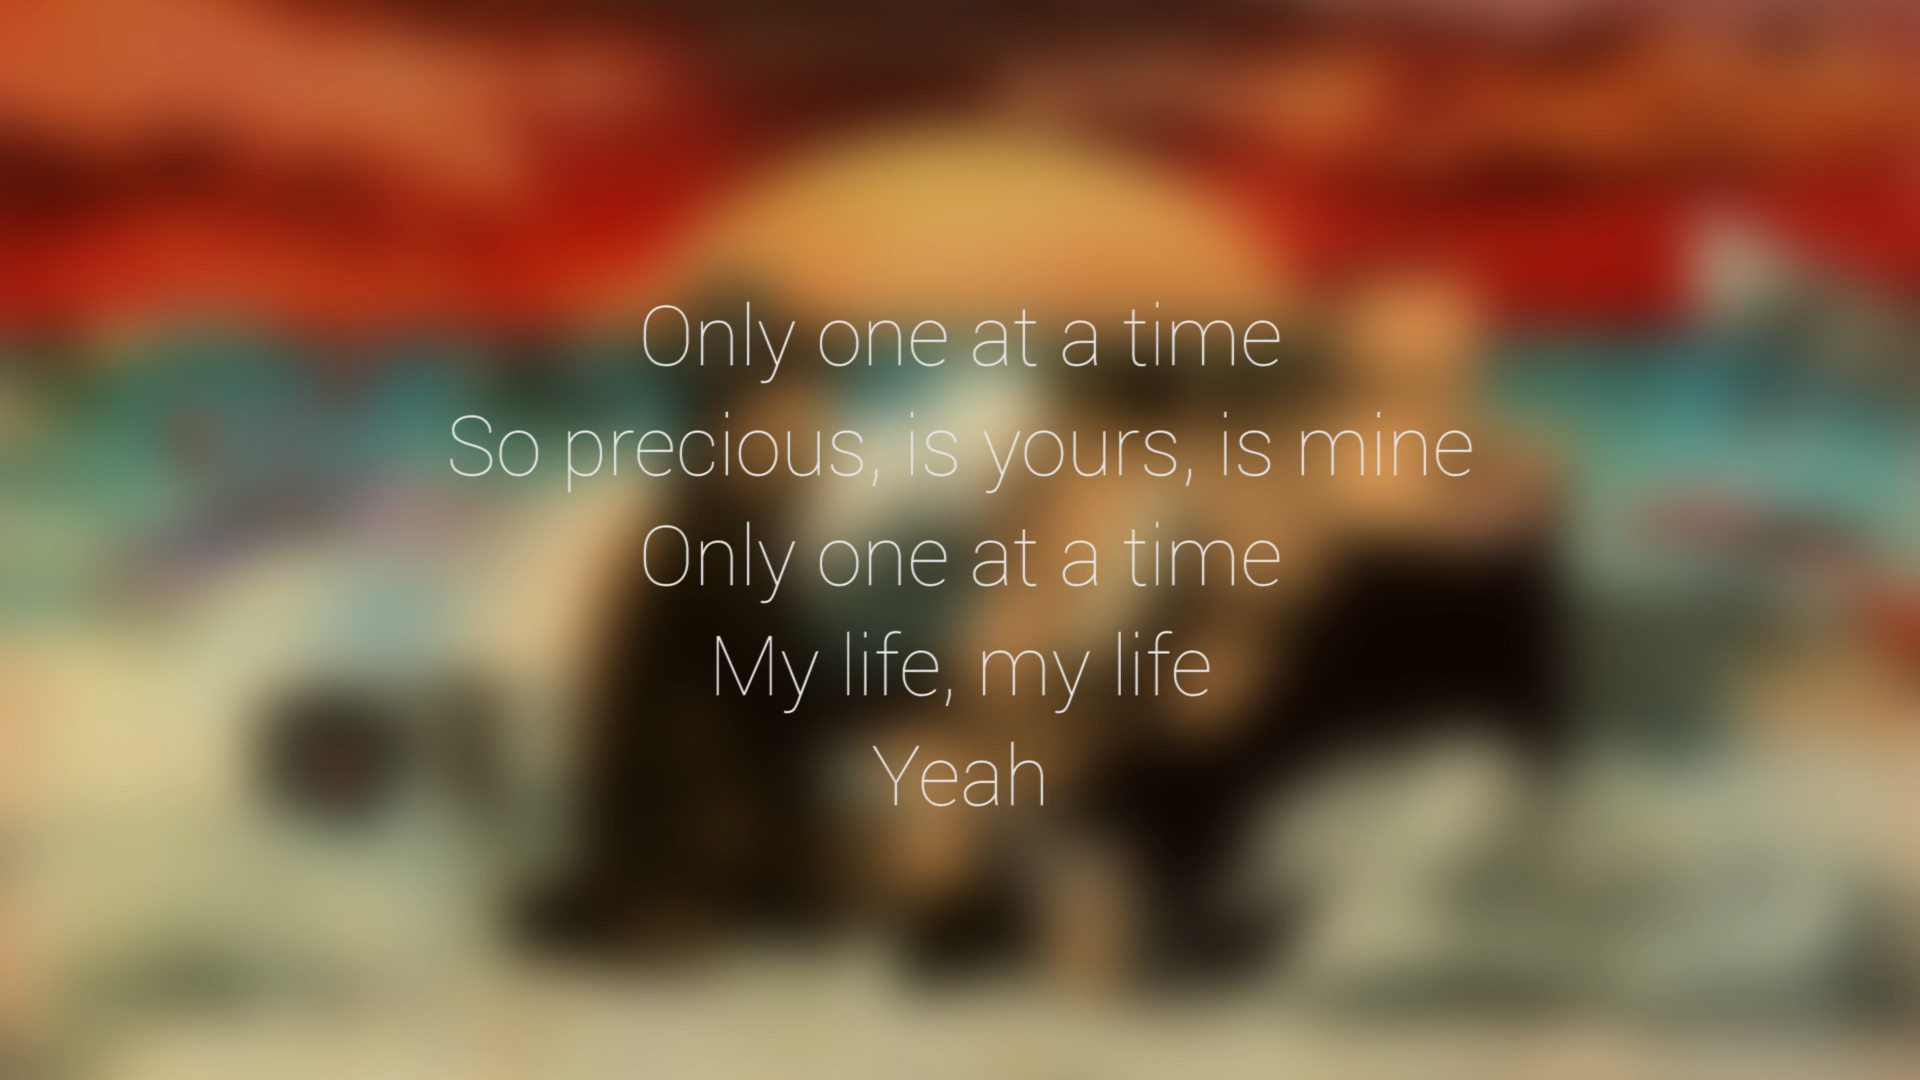 Only one at a time
So precious, is yours, is mine
Only one at a time
My life, my life
Yeah